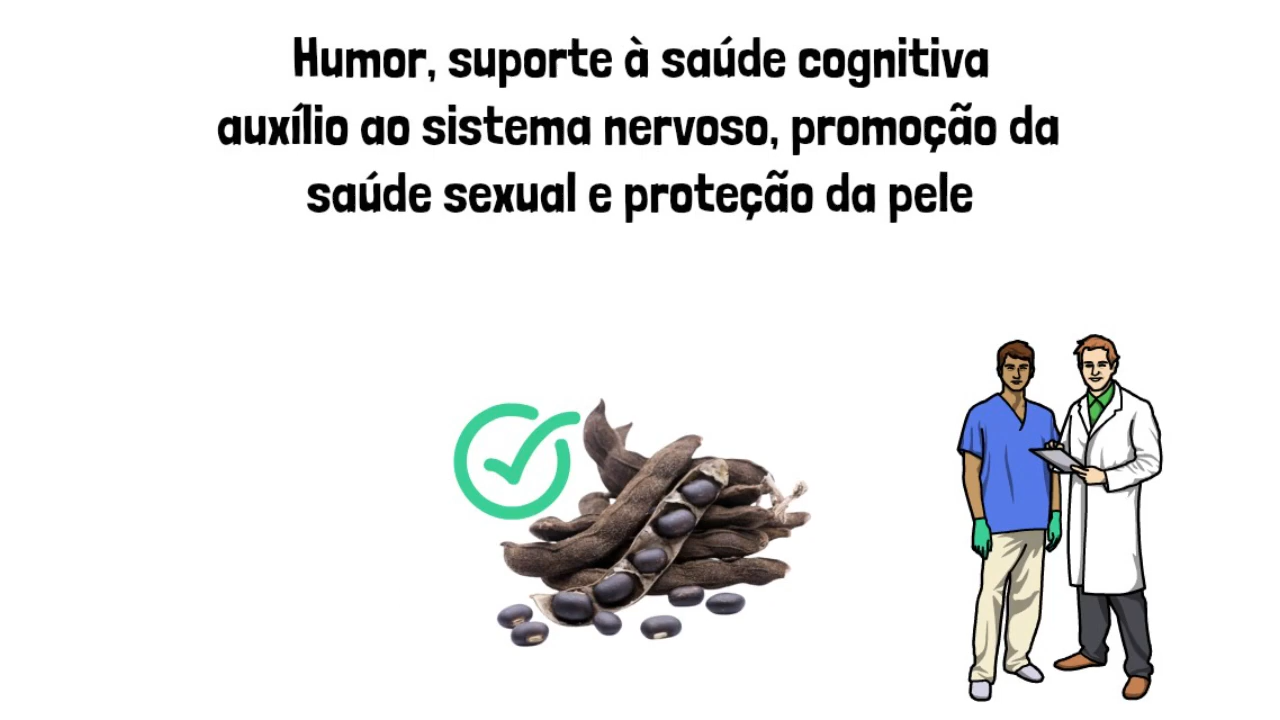 Humor, suporte à saúde cognitiva
auxílio ao sistema nervoso, promoção da
saúde sexual e proteção da pele